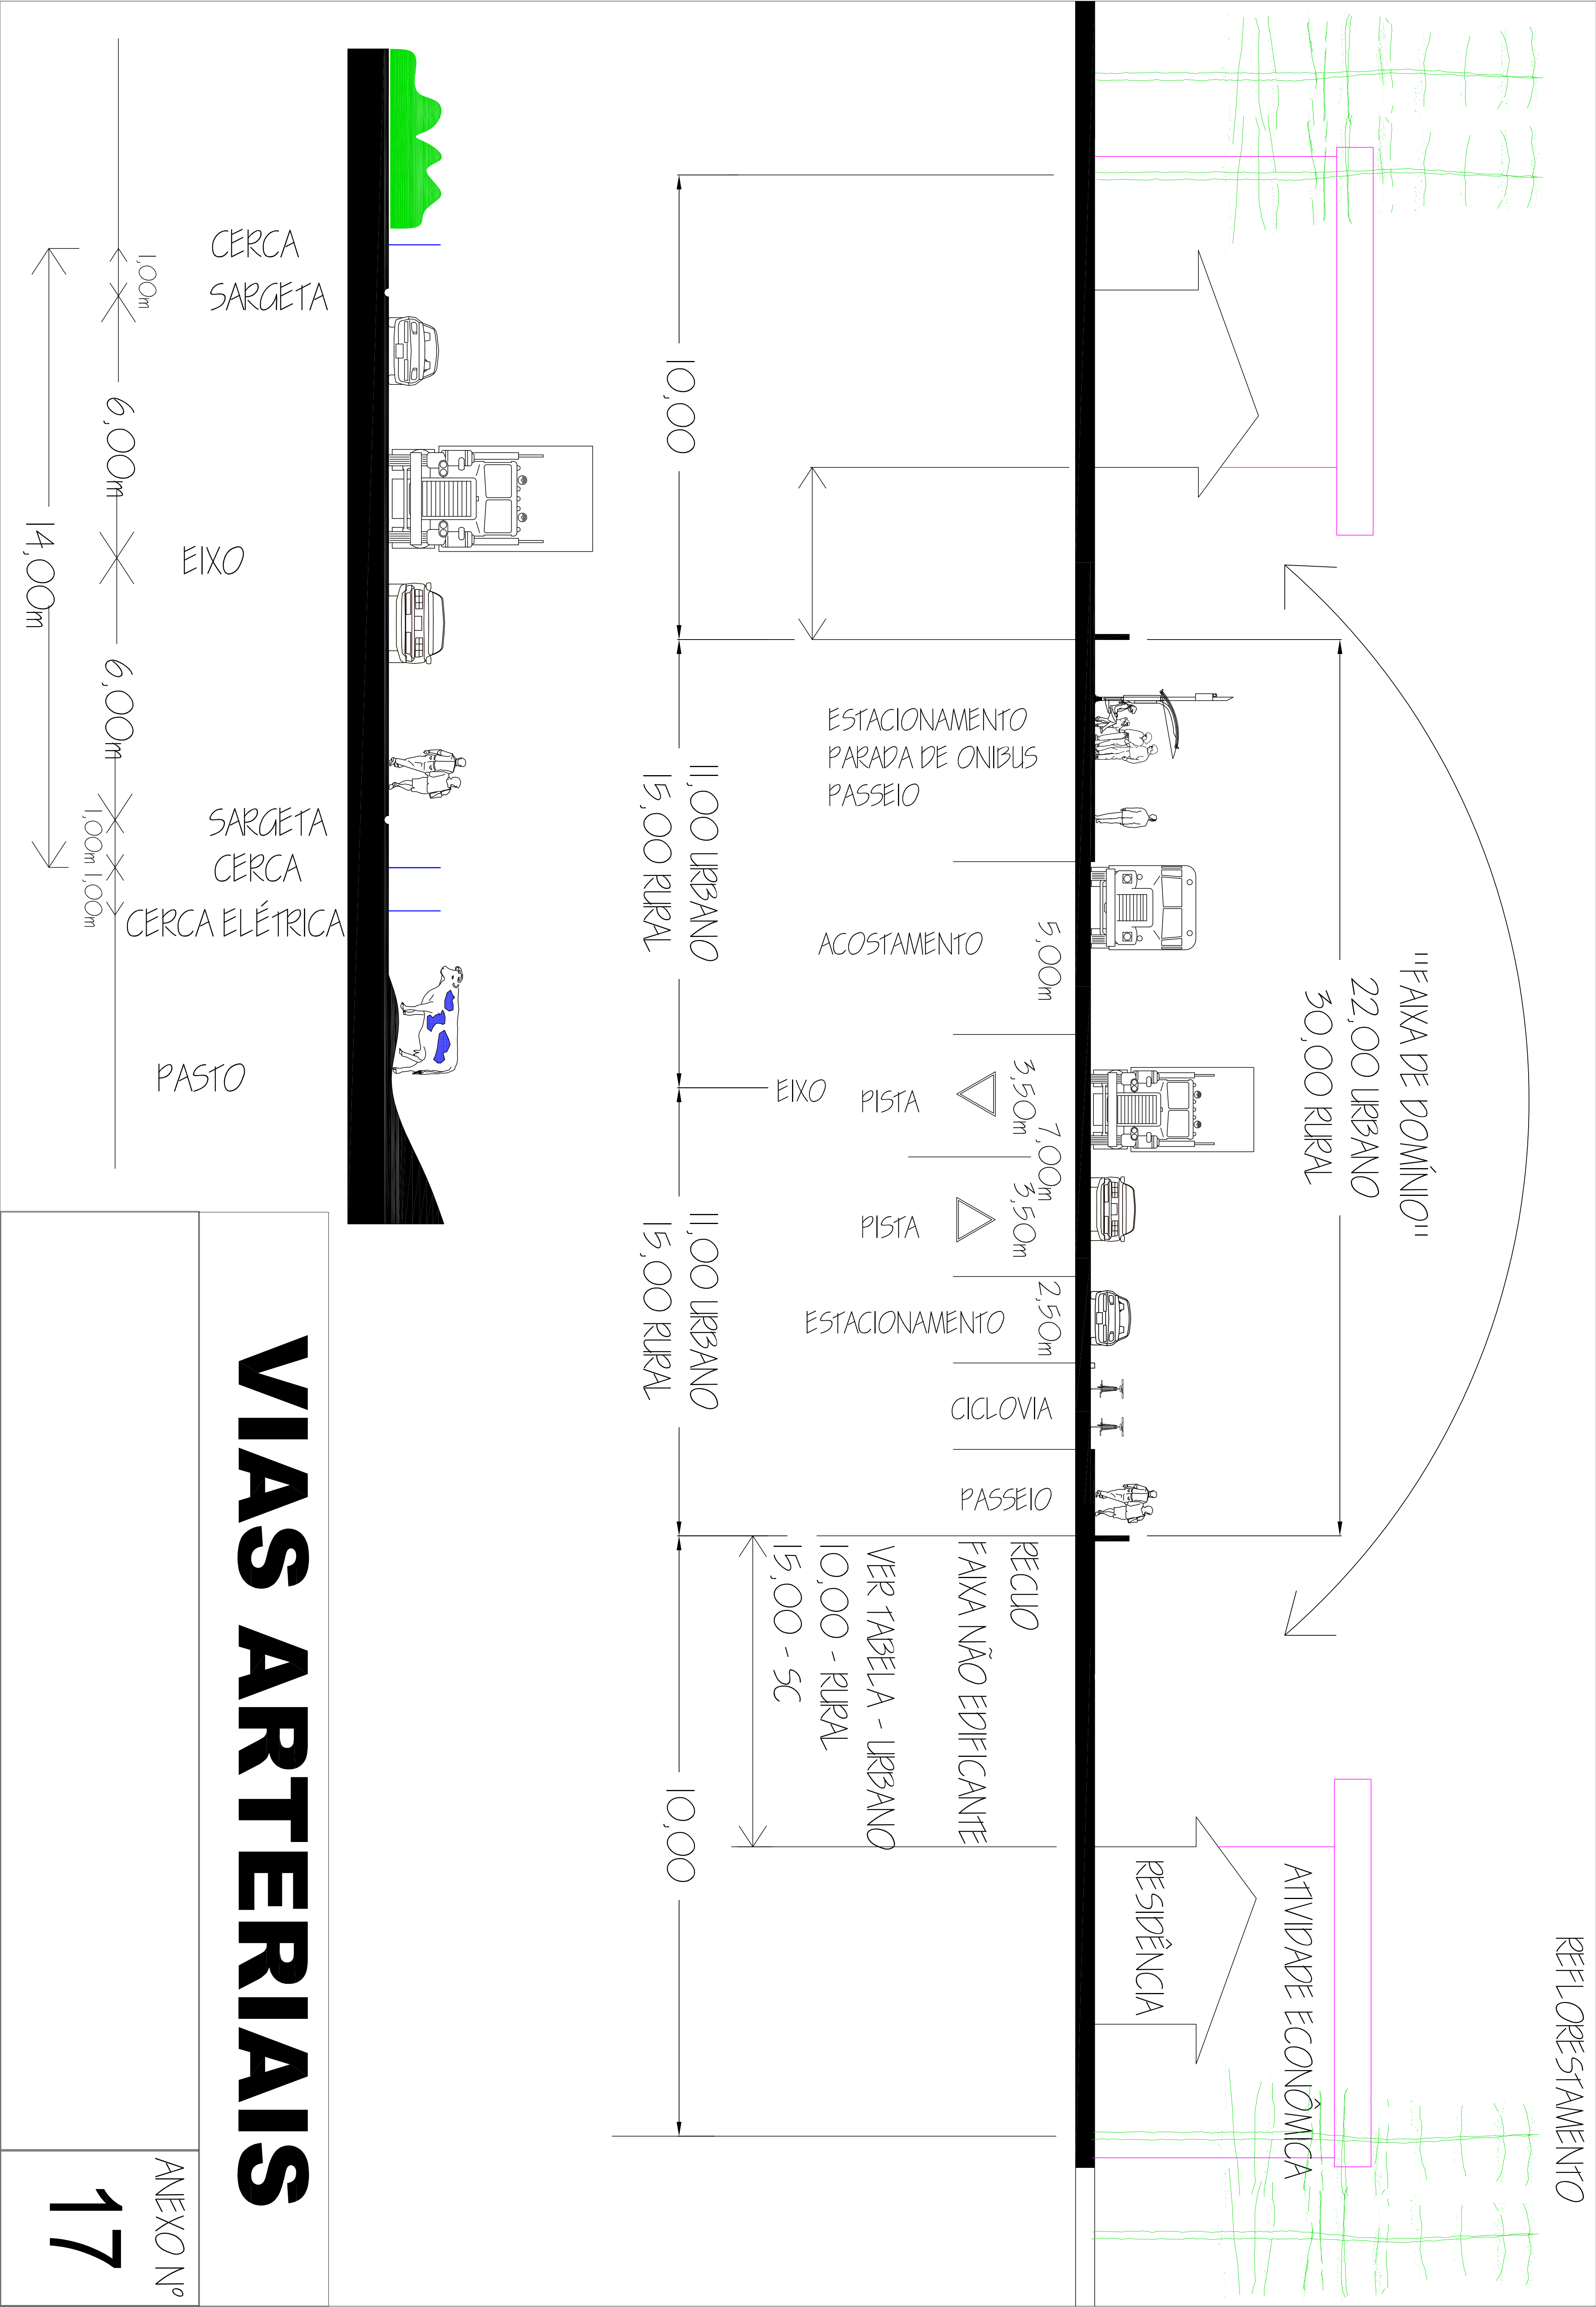 REFLORESTAMENTO
"FAIXA DE DOMÍNIO"
22,00 URBANO
30,00 RURAL
ATIVIDADE ECONÔMICA
RESIDÊNCIA
5,00m
3,50m
7,00m
3,50m
2,50m
ESTACIONAMENTO
PARADA DE ONIBUS
PASSEIO
ACOSTAMENTO
PISTA
PISTA
ESTACIONAMENTO
CICLOVIA
PASSEIO
EIXO
RECUO
FAIXA NÃO EDIFICANTE
VER TABELA - URBANO
10,00 - RURAL
15,00 - SC
10,00
11,00 URBANO
15,00 RURAL
11,00 URBANO
15,00 RURAL
10,00
CERCA
SARGETA
EIXO
SARGETA
CERCA
CERCA ELÉTRICA
PASTO
1,00m
6,00m
6,00m
1,00m
1,00m
14,00m
VIAS ARTERIAIS
ANEXO Nº
17